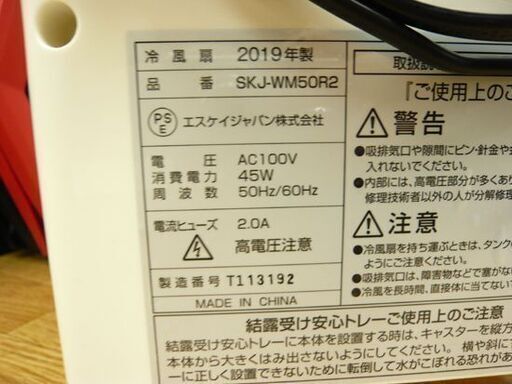 冷風扇 2019年製
品番 SKJ-WM50R2
PSE エスケイジャパン株式会社
電圧 AC100V
消費電力 45W
周波数 50Hz/60Hz
電流ヒューズ 2.0A
高電圧注意
製造番号 T113192
MADE IN CHINA
取扱説
『ご使用上のご
警告
●吸排気口や隙間にピン・針金や金
入れないでください。
●内部には、高電圧部分が多くあり
修理技術者以外の人が分解修理
注意
●冷風扇を持ち運ぶときは、タンク
ようにご注意ください。
●吸排気口は、障害物などで塞がな
●冷風を長時間、直接体に当てない
結露受け安心トレーご使用上のご注意
結露受け安心トレーに本体を設置する時は、キャスターを縦方
本体から大きくはみ出さないようにしてください。横や斜
ーに正しく設置できないために転倒して水がこぼれる恐れがあ